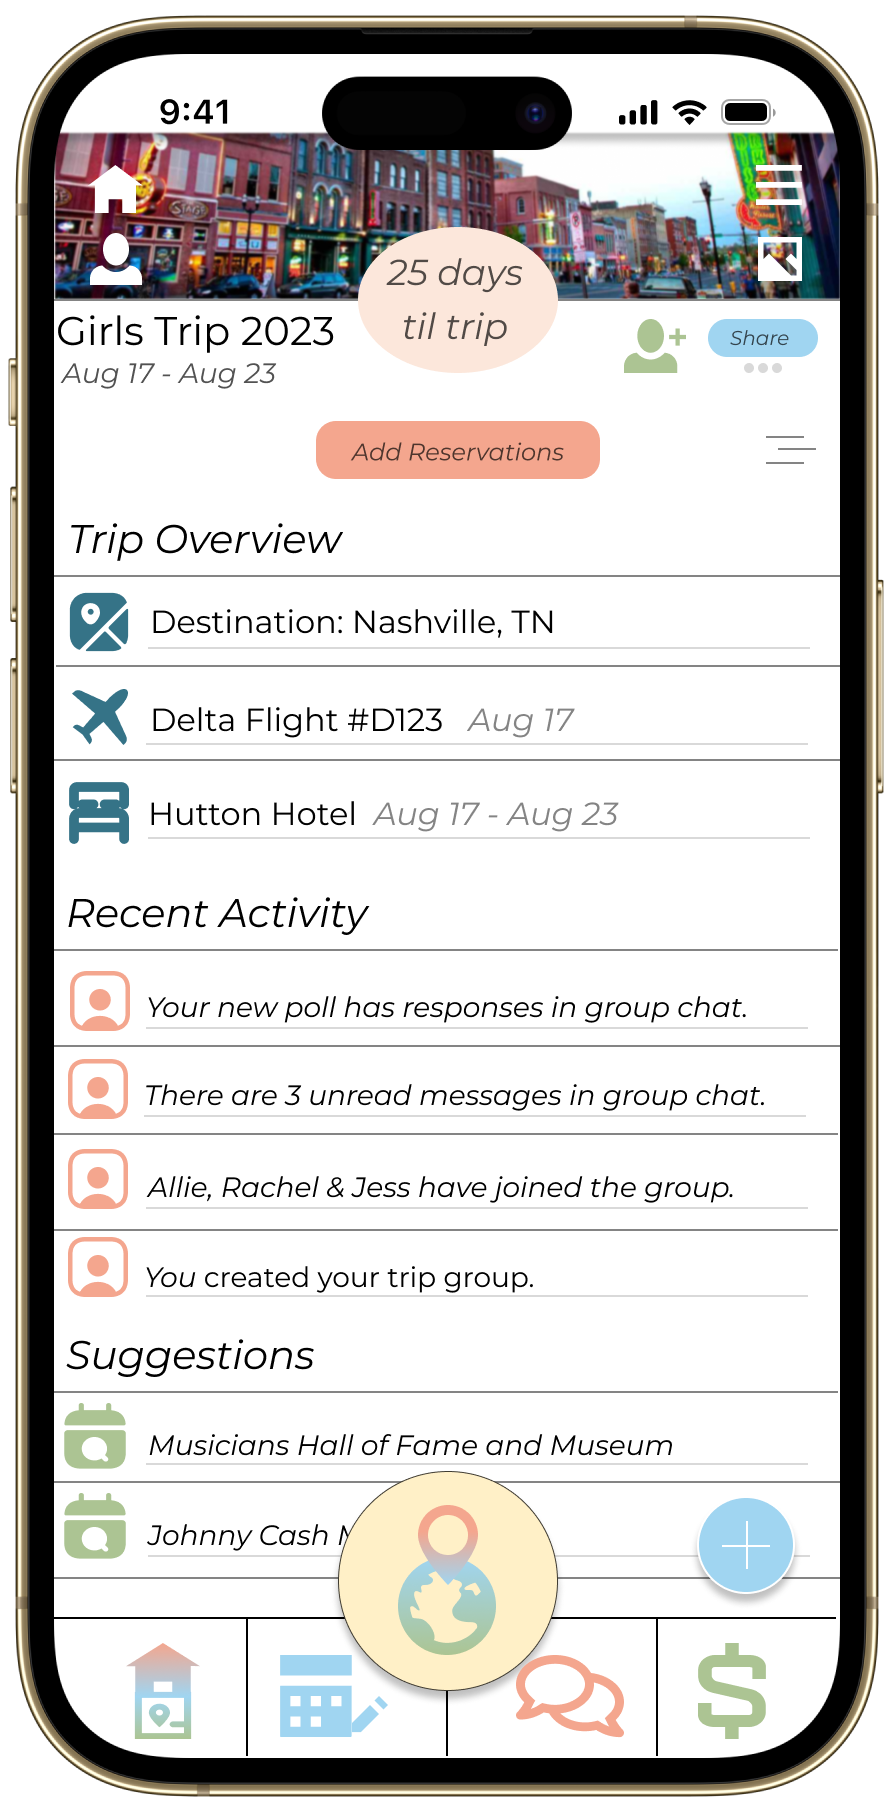 9:41
STAGE
25 days
til trip
Girls Trip 2023
Aug 17 - Aug 23
Share
Add Reservations
Trip Overview
Destination: Nashville, TN
Delta Flight #D123 Aug 17
Hutton Hotel Aug 17 - Aug 23
Recent Activity
Your new poll has responses in group chat.
There are 3 unread messages in group chat.
Allie, Rachel & Jess have joined the group.
You created your trip group.
Suggestions
Musicians Hall of Fame and Museum
Johnny Cash